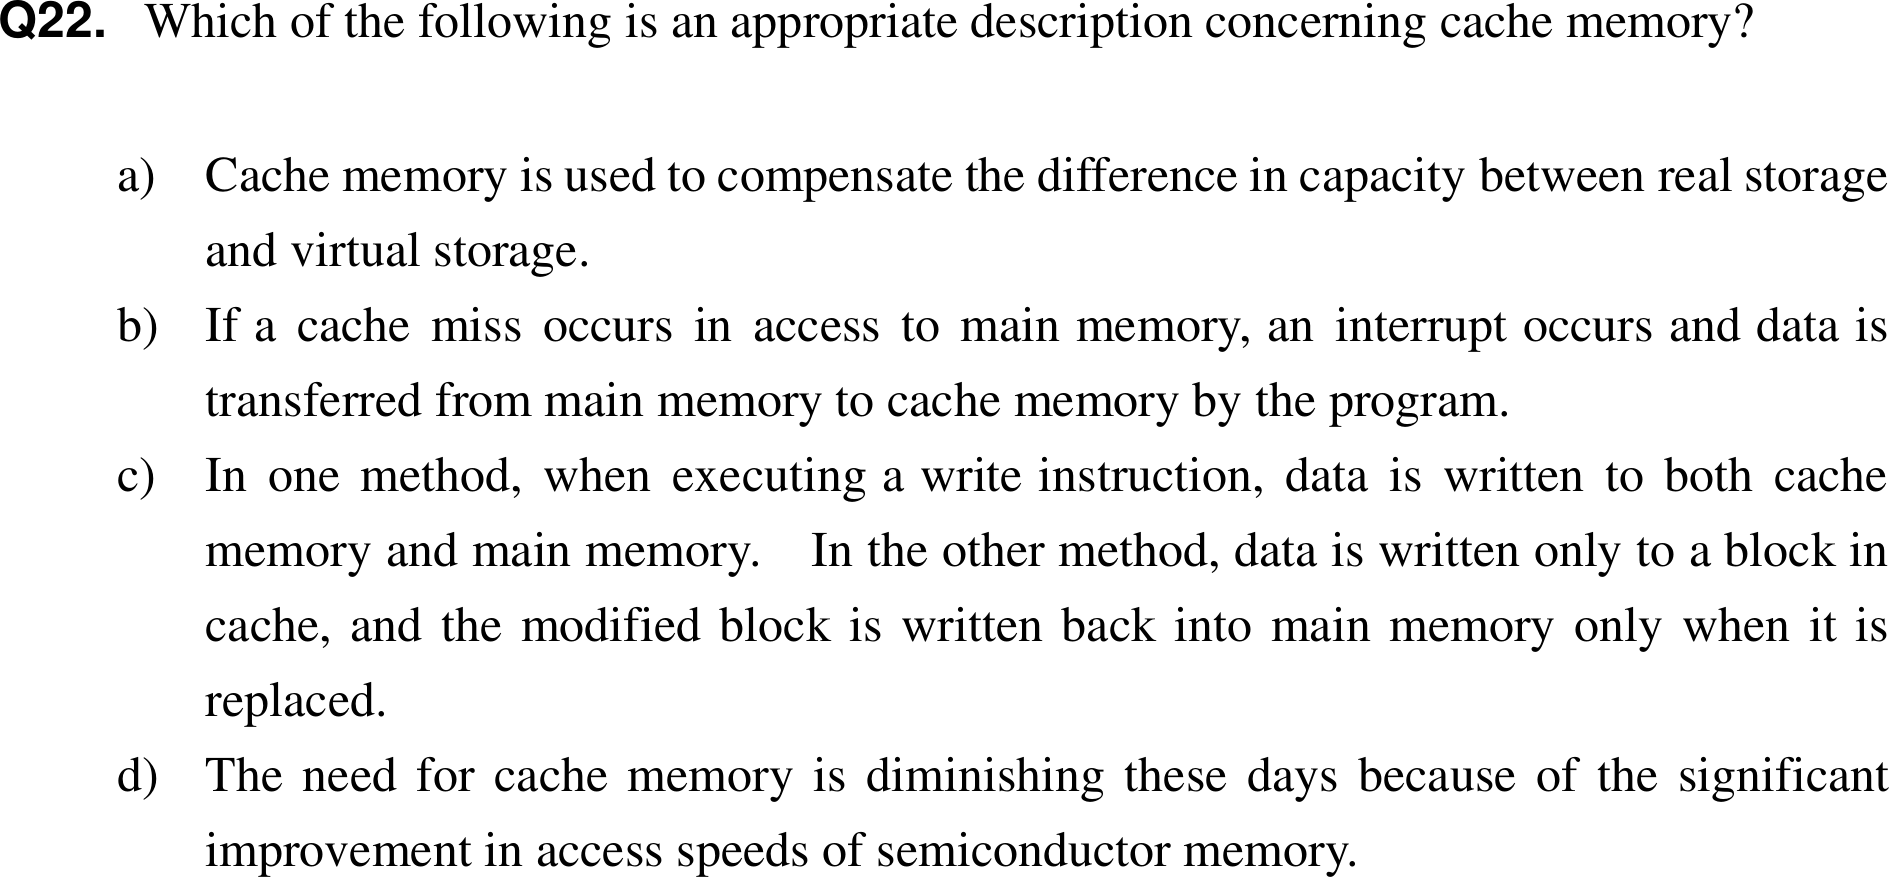 Q22. Which of the following is an appropriate description concerning cache memory?
a) Cache memory is used to compensate the difference in capacity between real storage
and virtual storage.
b) If a cache miss occurs in access to main memory, an interrupt occurs and data is
transferred from main memory to cache memory by the program.
c) In one method, when executing a write instruction, data is written to both cache
memory and main memory. In the other method, data is written only to a block in
cache, and the modified block is written back into main memory only when it is
replaced.
d) The need for cache memory is diminishing these days because of the significant
improvement in access speeds of semiconductor memory.